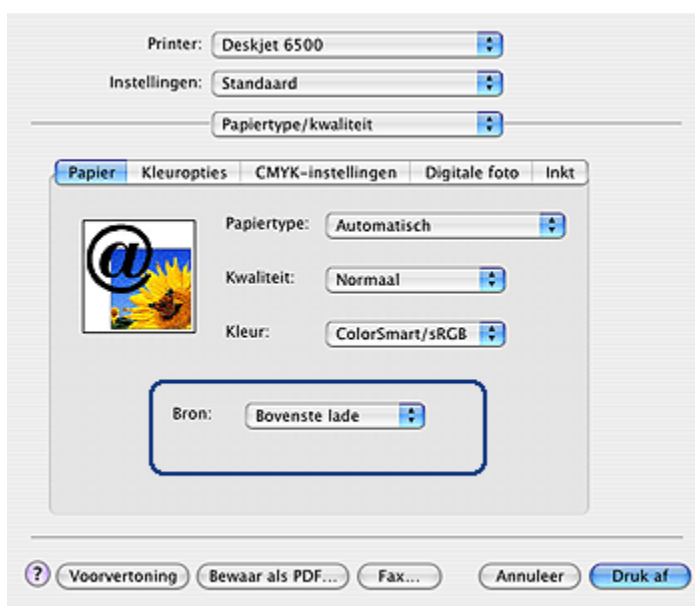 Printer: Deskjet 6500
Instellingen: Standaard
Papiertype/kwaliteit
Papier Kleuropties CMYK-instellingen Digitale foto Inkt
Papiertype: Automatisch
@
Kwaliteit: Normaal
Kleur: ColorSmart/sRGB
Bron: Bovenste lade
? Voorvertoning Bewaar als PDF... Fax... Annuleer Druk af